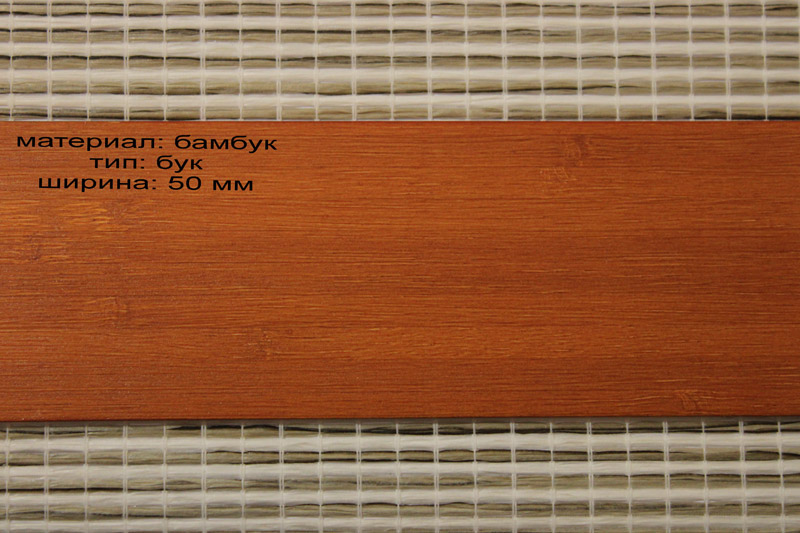 материал: бамбук
тип: бук
ширина: 50 мм